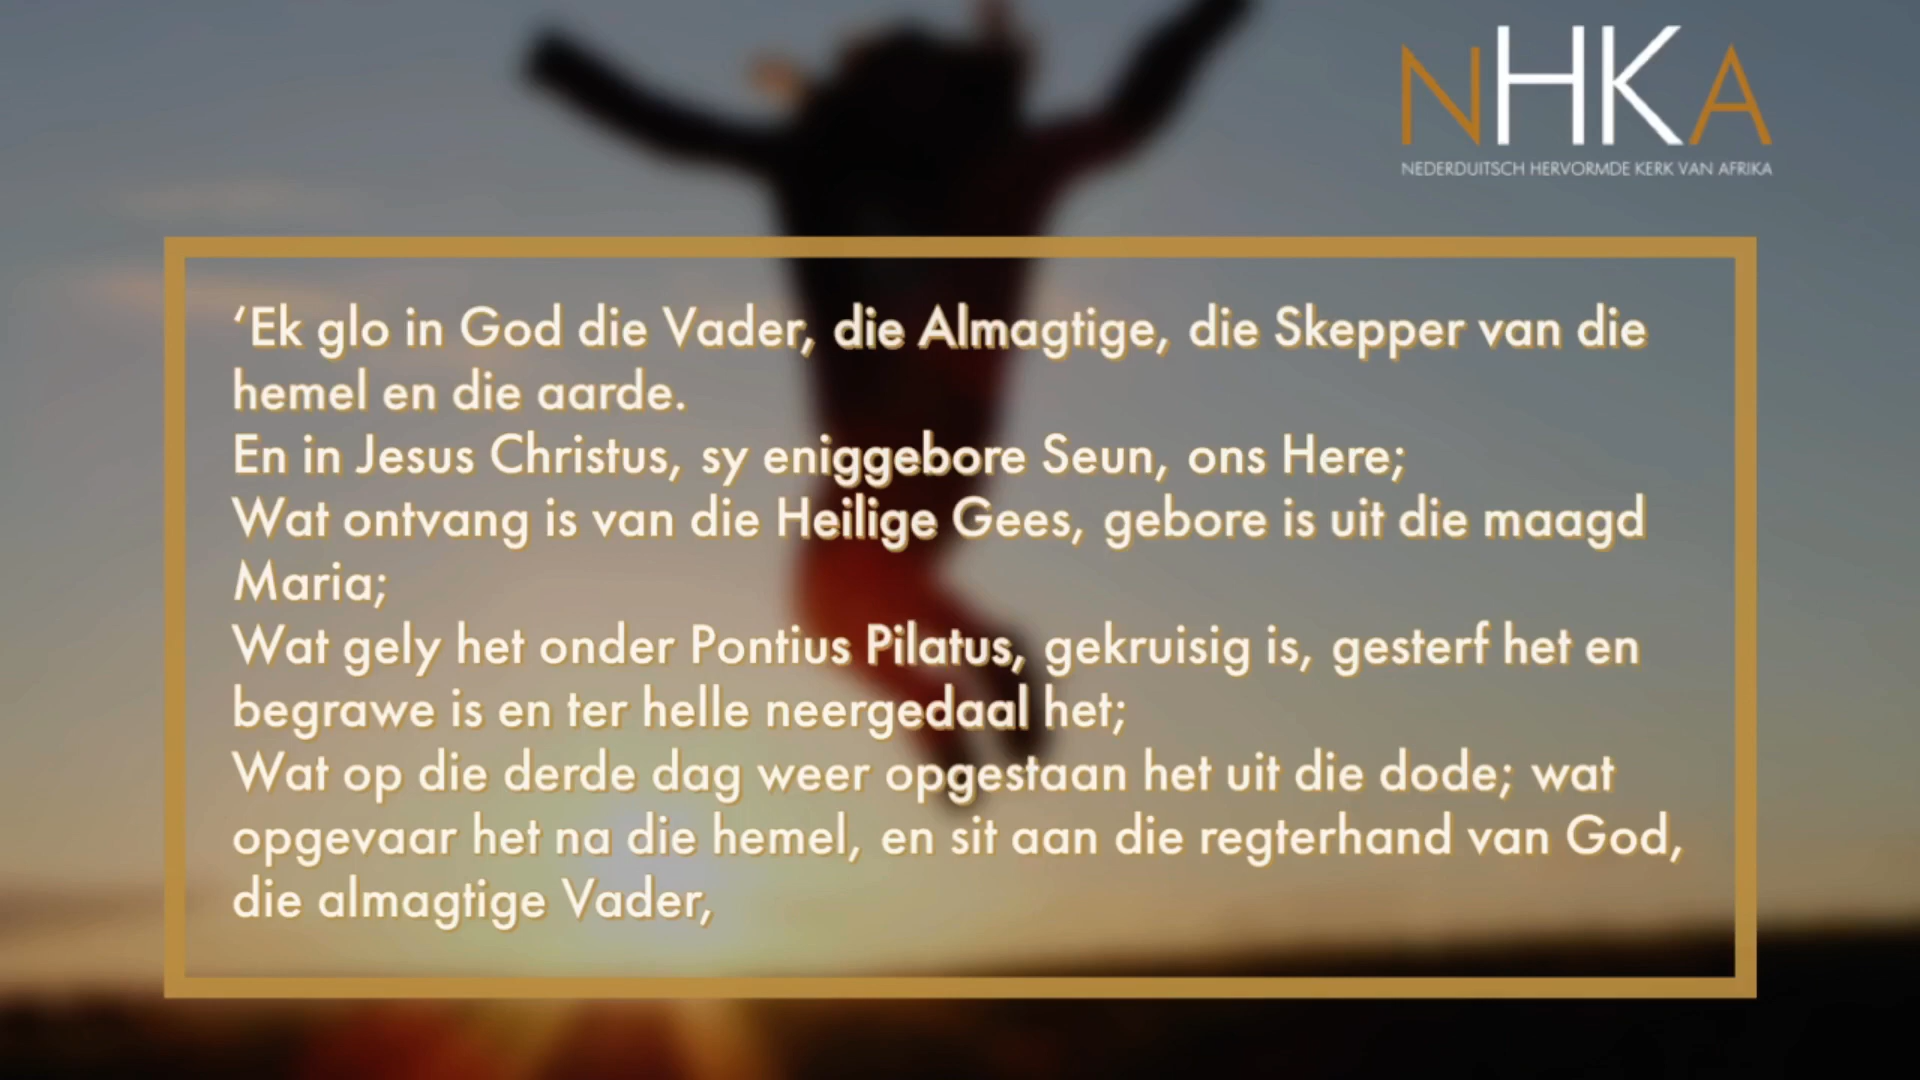 NHKA
NEDERDUITSCH HERVORMDE KERK VAN AFRIKA
‘Ek glo in God die Vader, die Almagtige, die Skepper van die
hemel en die aarde.
En in Jesus Christus, sy eniggebore Seun, ons Here;
Wat ontvang is van die Heilige Gees, gebore is uit die maagd
Maria;
Wat gely het onder Pontius Pilatus, gekruisig is, gesterf het en
begrawe is en ter helle neergedaal het;
Wat op die derde dag weer opgestaan het uit die dode; wat
opgevaar het na die hemel, en sit aan die regterhand van God,
die almagtige Vader,